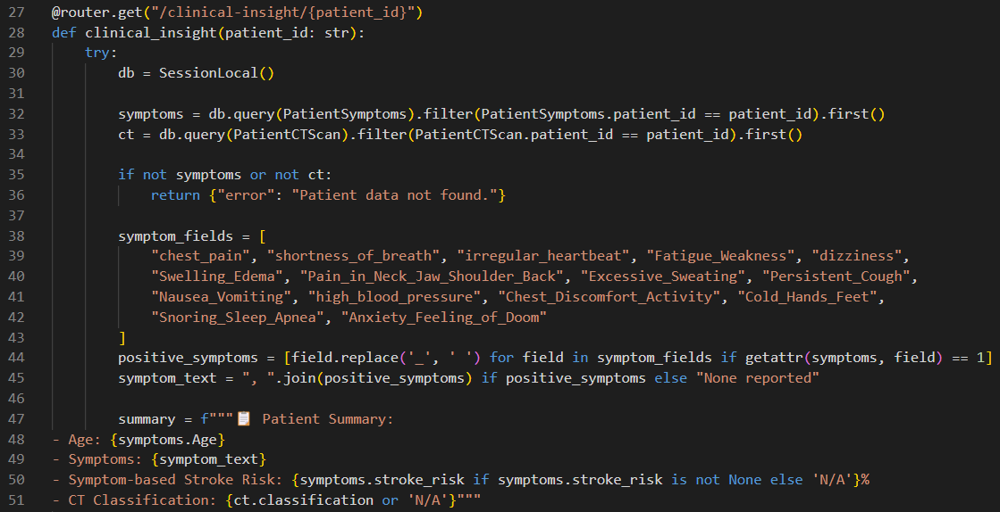 27 @router.get("/clinical-insight/{patient_id}")
28 def clinical_insight(patient_id: str):
29     try:
30         db = SessionLocal()
31
32         symptoms = db.query(PatientSymptoms).filter(PatientSymptoms.patient_id == patient_id).first()
33         ct = db.query(PatientCTScan).filter(PatientCTScan.patient_id == patient_id).first()
34
35         if not symptoms or not ct:
36             return {"error": "Patient data not found."}
37
38         symptom_fields = [
39             "chest_pain", "shortness_of_breath", "irregular_heartbeat", "Fatigue_Weakness", "dizziness",
40             "Swelling_Edema", "Pain_in_Neck_Jaw_Shoulder_Back", "Excessive_Sweating", "Persistent_Cough",
41             "Nausea_Vomiting", "high_blood_pressure", "Chest_Discomfort_Activity", "Cold_Hands_Feet",
42             "Snoring_Sleep_Apnea", "Anxiety_Feeling_of_Doom"
43         ]
44         positive_symptoms = [field.replace('_', ' ') for field in symptom_fields if getattr(symptoms, field) == 1]
45         symptom_text = ", ".join(positive_symptoms) if positive_symptoms else "None reported"
46
47         summary = f"""📋 Patient Summary:
48 - Age: {symptoms.Age}
49 - Symptoms: {symptom_text}
50 - Symptom-based Stroke Risk: {symptoms.stroke_risk if symptoms.stroke_risk is not None else 'N/A'}%
51 - CT Classification: {ct.classification or 'N/A'}"""